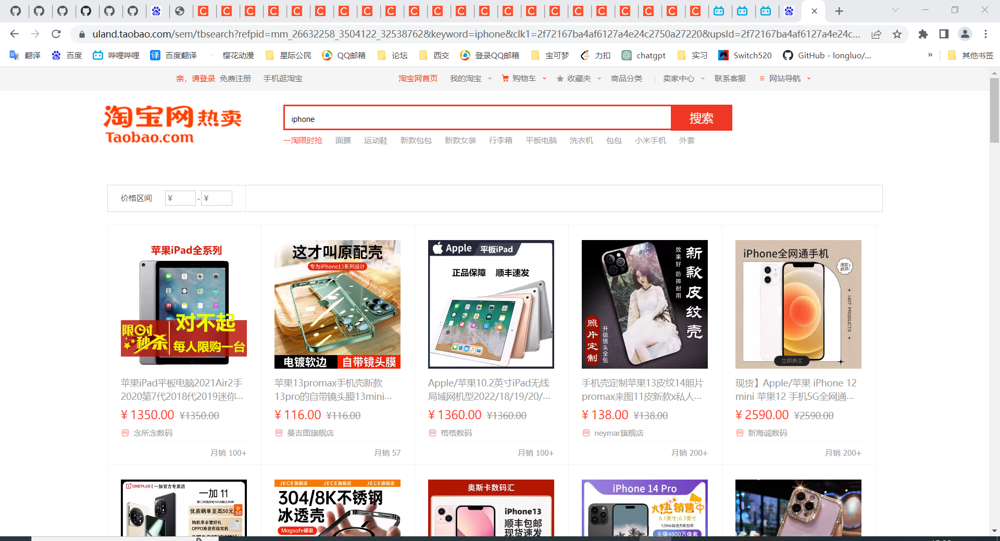 uland.taobao.com/sem/tbsearch?refpid=mm_26632258_3504122_32538762&keyword=iphone&clk1=2f72167ba4af6127a4e24c2750a27220&upsId=2f72167ba4af6127a4e24c...
翻译 百度 哔哩哔哩 百度翻译 樱花动漫 星际公民 QQ邮箱 论坛 西交 登录QQ邮箱 宝可梦 力扣 chatgpt 实习 Switch520 GitHub - longluo/... » 其他书签
亲，请登录 免费注册 手机逛淘宝 淘宝网首页 我的淘宝 购物车 收藏夹 商品分类 卖家中心 联系客服 网站导航
淘宝网热卖
Taobao.com
iphone 搜索
一淘限时抢 面膜 运动鞋 新款包包 新款女装 行李箱 平板电脑 洗衣机 包包 小米手机 外套
价格区间 ¥ - ¥
苹果iPad全系列
限时
秒杀
对不起
每人限购一台
苹果iPad平板电脑2021Air2手
2020第7代2018代2019迷你...
¥ 1350.00 ¥1350.00
念所念数码
月销 100+
这才叫原配壳
专为iPhone13系列设计
电镀软边 自带镜头膜
苹果13promax手机壳新款
13pro的自带镜头膜13mini...
¥ 116.00 ¥116.00
曼吉图旗舰店
月销 57
Apple 平板iPad
正品保障 顺丰速发
Apple/苹果10.2英寸iPad无线
局域网机型2022/18/19/20/...
¥ 1360.00 ¥1360.00
格格数码
月销 100+
新款皮纹壳
效果好 防摔耐用
照片定制
升级镜头全包
手机壳定制苹果13皮纹14照片
promax来图11皮新款x私人...
¥ 138.00 ¥138.00
neymar旗舰店
月销 200+
iPhone全网通手机
爆款
趋势
HOT PRODUCTS
立即购买
现货】Apple/苹果 iPhone 12
mini 苹果12 手机5G全网通...
¥ 2590.00 ¥2590.00
新海诚数码
月销 200+
ONEPLUS | 一加官方专卖店
一加 11
优质晒单至高50元
50
购机享多重好礼
OPPO原装有线耳机
JECE旗舰店 JECE旗舰店 JECE旗舰店
304/8K不锈钢
冰透壳
Magsafe磁吸
奥斯卡数码汇
iPhone13
顺丰包邮
现货速发
iPhone 14 Pro
火热销售中
6.1英寸|6.7英寸
120Hz自适应刷新率
主摄4800万像素